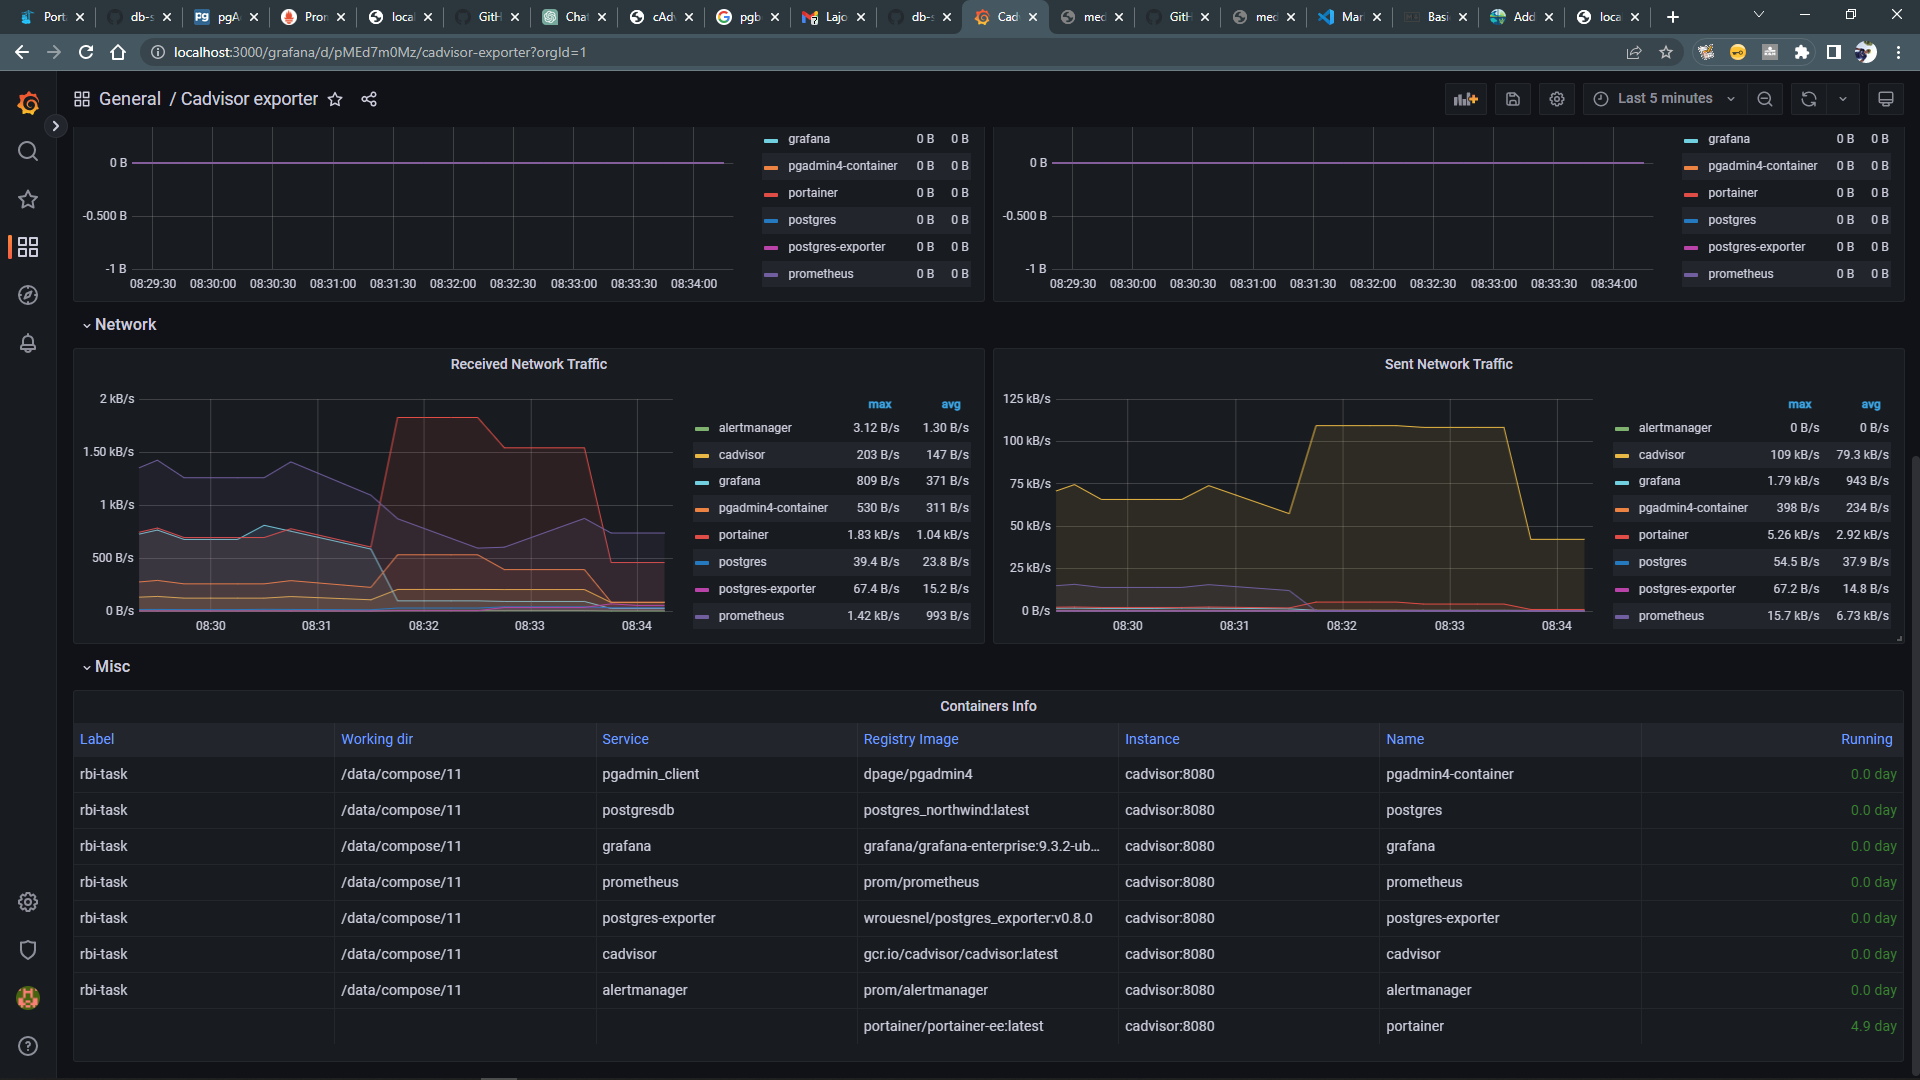 Port
db-s
pgA
Pron
local
GitH
Chat
cAdv
pgb
Lajo
db-s
Cad
med
GitH
med
Mar
Basi
Add
loca
localhost:3000/grafana/d/pMEd7m0Mz/cadvisor-exporter?orgId=1
General / Cadvisor exporter
Last 5 minutes
0 B
-0.500 B
-1 B
08:29:30 08:30:00 08:30:30 08:31:00 08:31:30 08:32:00 08:32:30 08:33:00 08:33:30 08:34:00
grafana 0 B 0 B
pgadmin4-container 0 B 0 B
portainer 0 B 0 B
postgres 0 B 0 B
postgres-exporter 0 B 0 B
prometheus 0 B 0 B
0 B
-0.500 B
-1 B
08:29:30 08:30:00 08:30:30 08:31:00 08:31:30 08:32:00 08:32:30 08:33:00 08:33:30 08:34:00
grafana 0 B 0 B
pgadmin4-container 0 B 0 B
portainer 0 B 0 B
postgres 0 B 0 B
postgres-exporter 0 B 0 B
prometheus 0 B 0 B
Network
Received Network Traffic
2 kB/s
1.50 kB/s
1 kB/s
500 B/s
0 B/s
08:30 08:31 08:32 08:33 08:34
max avg
alertmanager 3.12 B/s 1.30 B/s
cadvisor 203 B/s 147 B/s
grafana 809 B/s 371 B/s
pgadmin4-container 530 B/s 311 B/s
portainer 1.83 kB/s 1.04 kB/s
postgres 39.4 B/s 23.8 B/s
postgres-exporter 67.4 B/s 15.2 B/s
prometheus 1.42 kB/s 993 B/s
Sent Network Traffic
125 kB/s
100 kB/s
75 kB/s
50 kB/s
25 kB/s
0 B/s
08:30 08:31 08:32 08:33 08:34
max avg
alertmanager 0 B/s 0 B/s
cadvisor 109 kB/s 79.3 kB/s
grafana 1.79 kB/s 943 B/s
pgadmin4-container 398 B/s 234 B/s
portainer 5.26 kB/s 2.92 kB/s
postgres 54.5 B/s 37.9 B/s
postgres-exporter 67.2 B/s 14.8 B/s
prometheus 15.7 kB/s 6.73 kB/s
Misc
Containers Info
Label Working dir Service Registry Image Instance Name Running
rbi-task /data/compose/11 pgadmin_client dpage/pgadmin4 cadvisor:8080 pgadmin4-container 0.0 day
rbi-task /data/compose/11 postgresdb postgres_northwind:latest cadvisor:8080 postgres 0.0 day
rbi-task /data/compose/11 grafana grafana/grafana-enterprise:9.3.2-ub... cadvisor:8080 grafana 0.0 day
rbi-task /data/compose/11 prometheus prom/prometheus cadvisor:8080 prometheus 0.0 day
rbi-task /data/compose/11 postgres-exporter wrouesnel/postgres_exporter:v0.8.0 cadvisor:8080 postgres-exporter 0.0 day
rbi-task /data/compose/11 cadvisor gcr.io/cadvisor/cadvisor:latest cadvisor:8080 cadvisor 0.0 day
rbi-task /data/compose/11 alertmanager prom/alertmanager cadvisor:8080 alertmanager 0.0 day
portainer/portainer-ee:latest cadvisor:8080 portainer 4.9 day